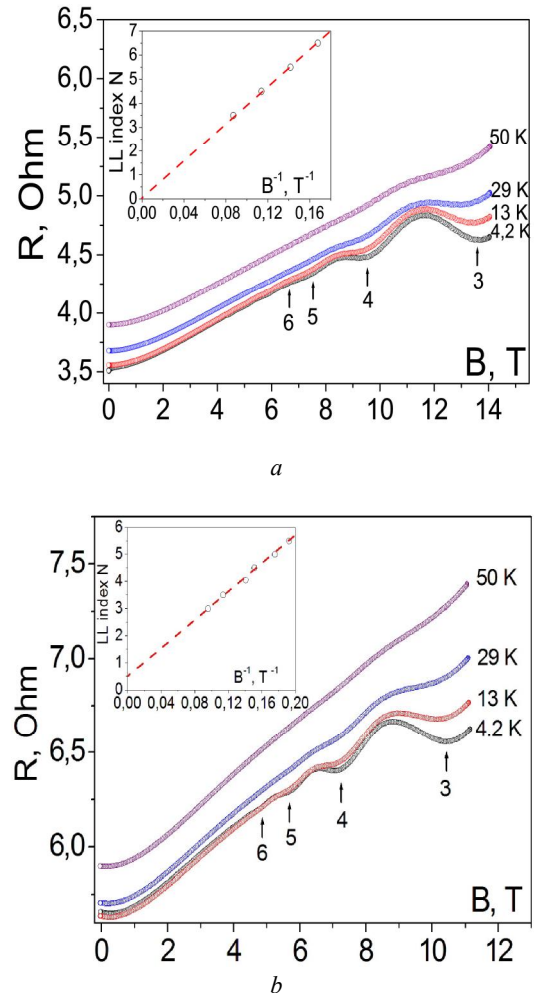 6,5
6,0
5,5
5,0
4,5
4,0
3,5
R, Ohm
0 2 4 6 8 10 12 14
B, T
50 K
29 K
13 K
4,2 K
6 5 4 3
7
6
5
4
3
2
1
0
LL index N
0,00 0,04 0,08 0,12 0,16
B⁻¹, T⁻¹
a
7,5
7,0
6,5
6,0
R, Ohm
0 2 4 6 8 10 12
B, T
50 K
29 K
13 K
4.2 K
6 5 4 3
6
5
4
3
2
1
0
LL index N
0,00 0,04 0,08 0,12 0,16 0,20
B⁻¹, T⁻¹
b